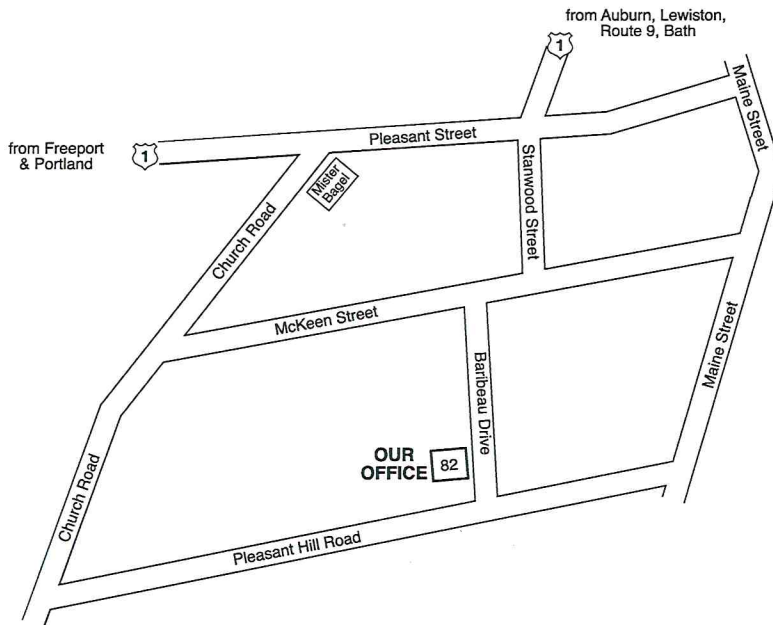 from Auburn, Lewiston,
Route 9, Bath
1
Maine Street
from Freeport
& Portland
1
Pleasant Street
Mister
Bagel
Stanwood Street
Church Road
McKeen Street
Maine Street
Baribeau Drive
OUR
OFFICE
82
Church Road
Pleasant Hill Road